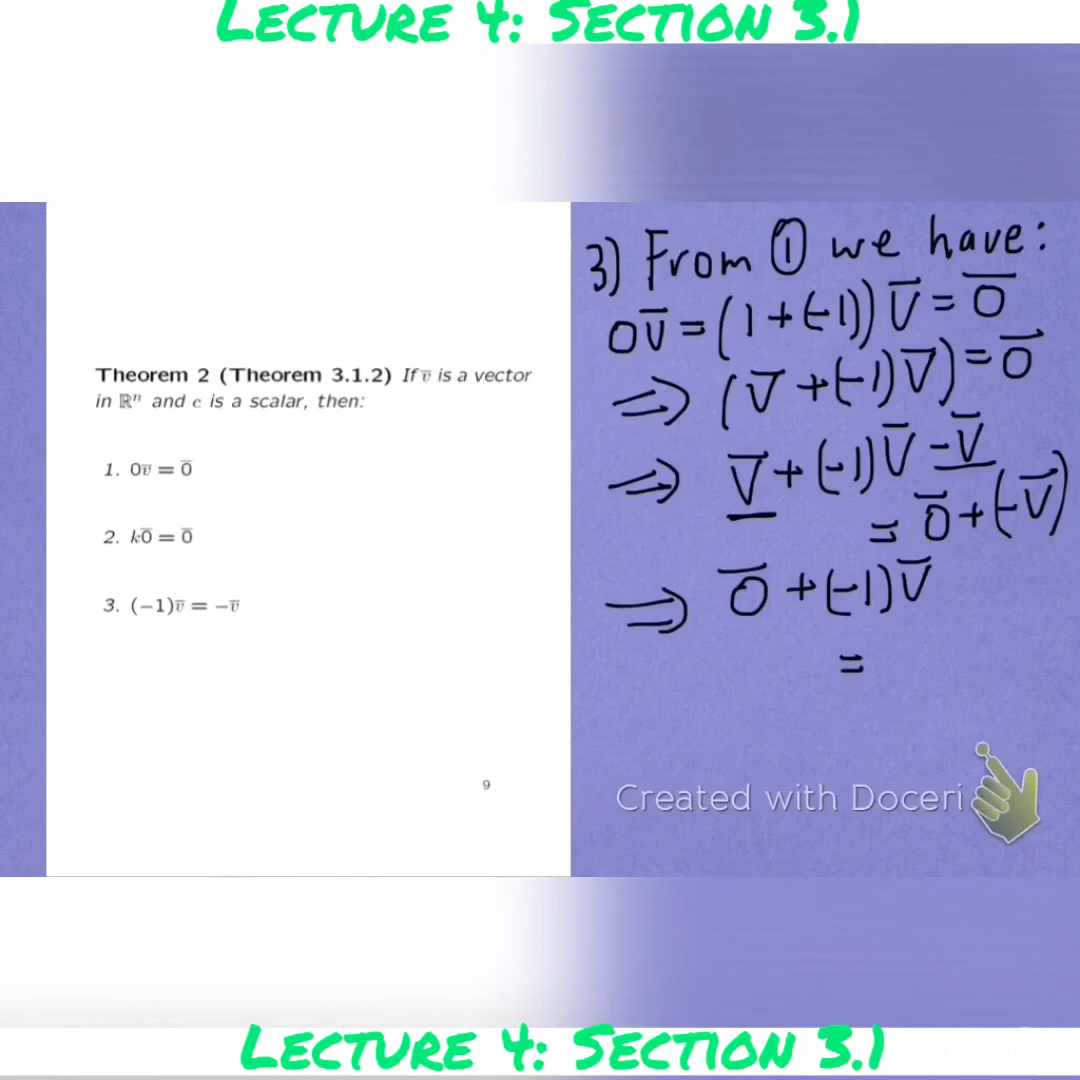 LECTURE 4: SECTION 3.1
Theorem 2 (Theorem 3.1.2) If v̅ is a vector
in ℝⁿ and c is a scalar, then:
1. 0v̅ = 0̅
2. k0̅ = 0̅
3. (−1)v̅ = −v̅
9
3) From ① we have:
0v̅ = (1 + (-1)) v̅ = 0̅
⇒ (v̅ + (-1)v̅) = 0̅
⇒ v̅ + (-1)v̅ - v̅
= 0̅ + (-v̅)
⇒ 0̅ + (-1)v̅
=
Created with Doceri
LECTURE 4: SECTION 3.1